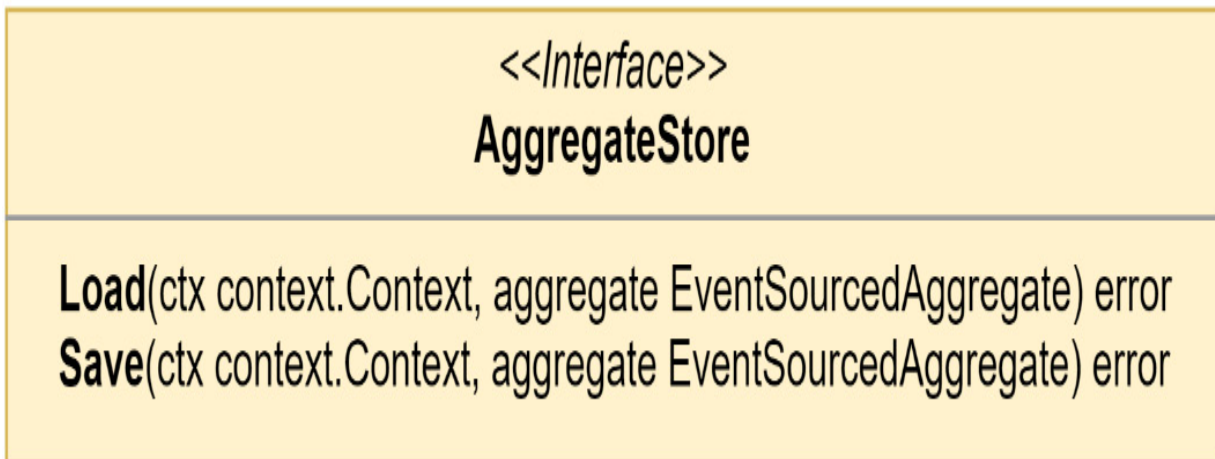 <<Interface>>
AggregateStore
Load(ctx context.Context, aggregate EventSourcedAggregate) error
Save(ctx context.Context, aggregate EventSourcedAggregate) error